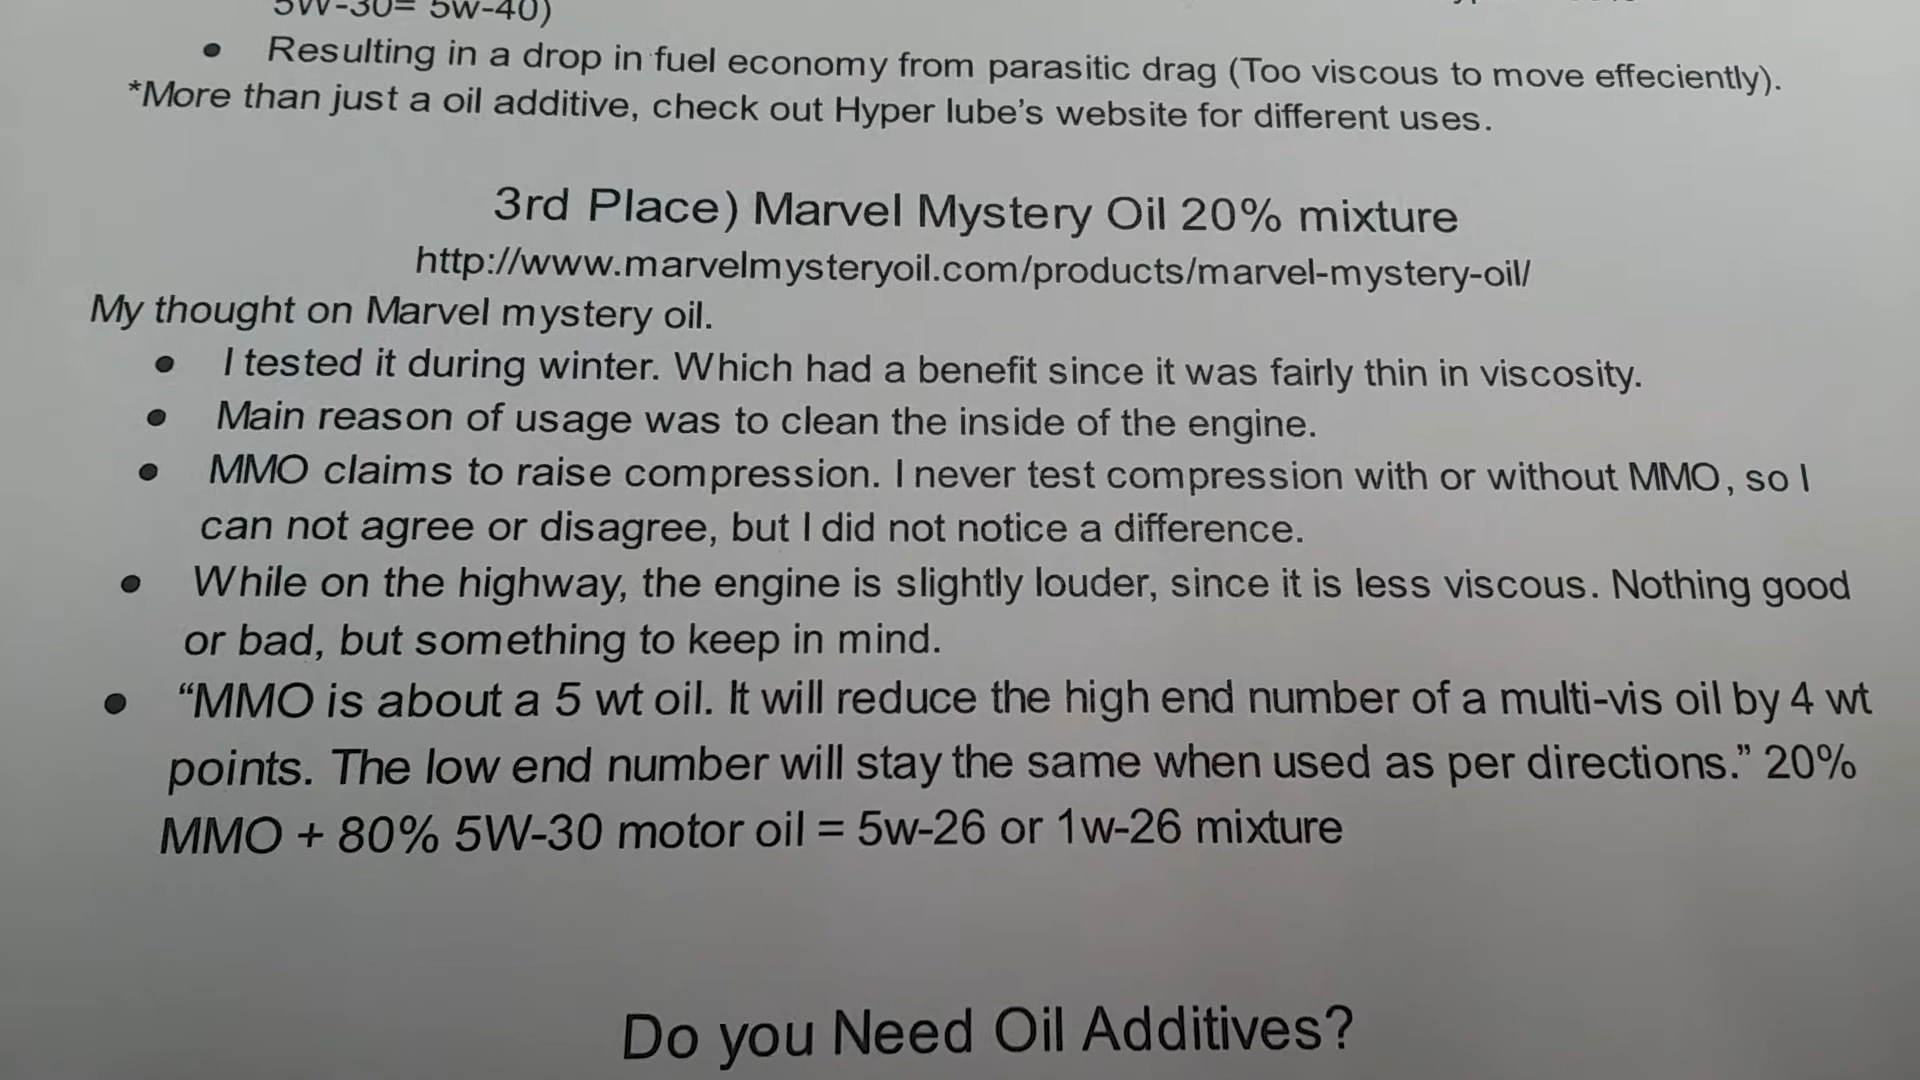 5W-30= 5w-40)
• Resulting in a drop in fuel economy from parasitic drag (Too viscous to move effeciently).
*More than just a oil additive, check out Hyper lube's website for different uses.
3rd Place) Marvel Mystery Oil 20% mixture
http://www.marvelmysteryoil.com/products/marvel-mystery-oil/
My thought on Marvel mystery oil.
• I tested it during winter. Which had a benefit since it was fairly thin in viscosity.
• Main reason of usage was to clean the inside of the engine.
• MMO claims to raise compression. I never test compression with or without MMO, so I
can not agree or disagree, but I did not notice a difference.
• While on the highway, the engine is slightly louder, since it is less viscous. Nothing good
or bad, but something to keep in mind.
• “MMO is about a 5 wt oil. It will reduce the high end number of a multi-vis oil by 4 wt
points. The low end number will stay the same when used as per directions.” 20%
MMO + 80% 5W-30 motor oil = 5w-26 or 1w-26 mixture
Do you Need Oil Additives?